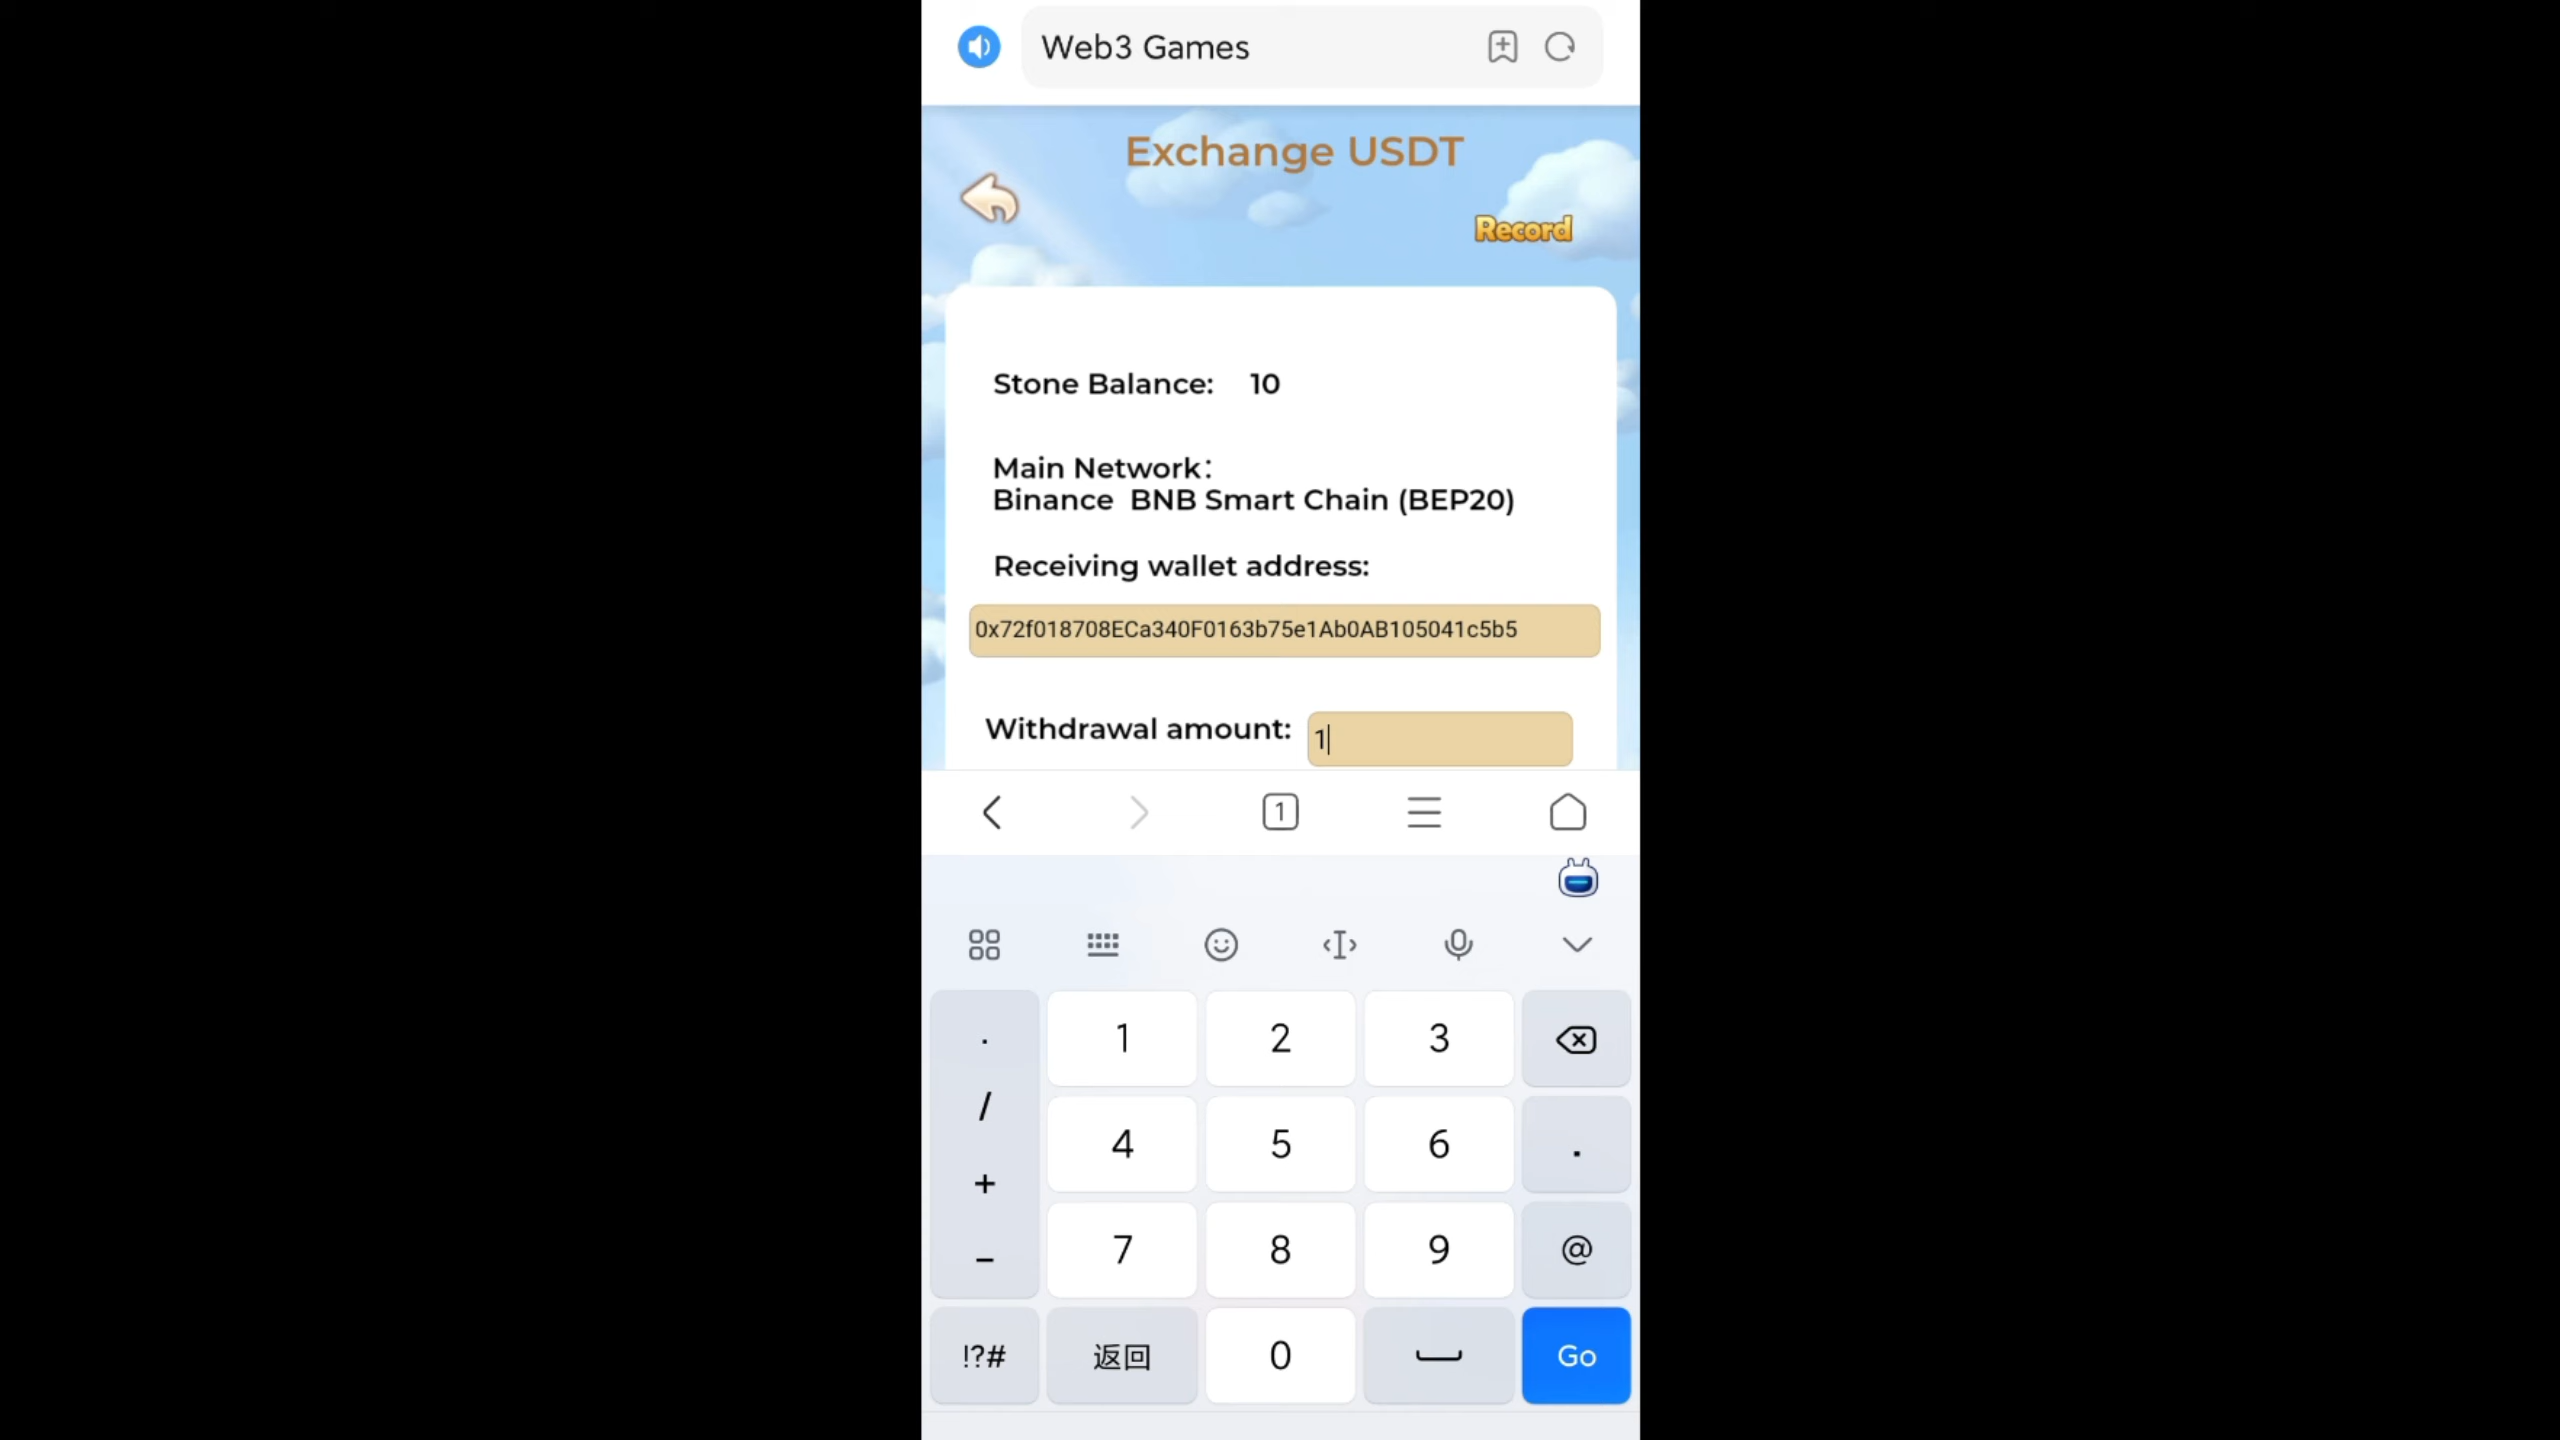 Web3 Games
Exchange USDT
Record
Stone Balance: 10
Main Network：
Binance BNB Smart Chain (BEP20)
Receiving wallet address:
0x72f018708ECa340F0163b75e1Ab0AB105041c5b5
Withdrawal amount: 1
1
. 1 2 3
/ 4 5 6 .
+
- 7 8 9 @
!?# 返回 0 Go